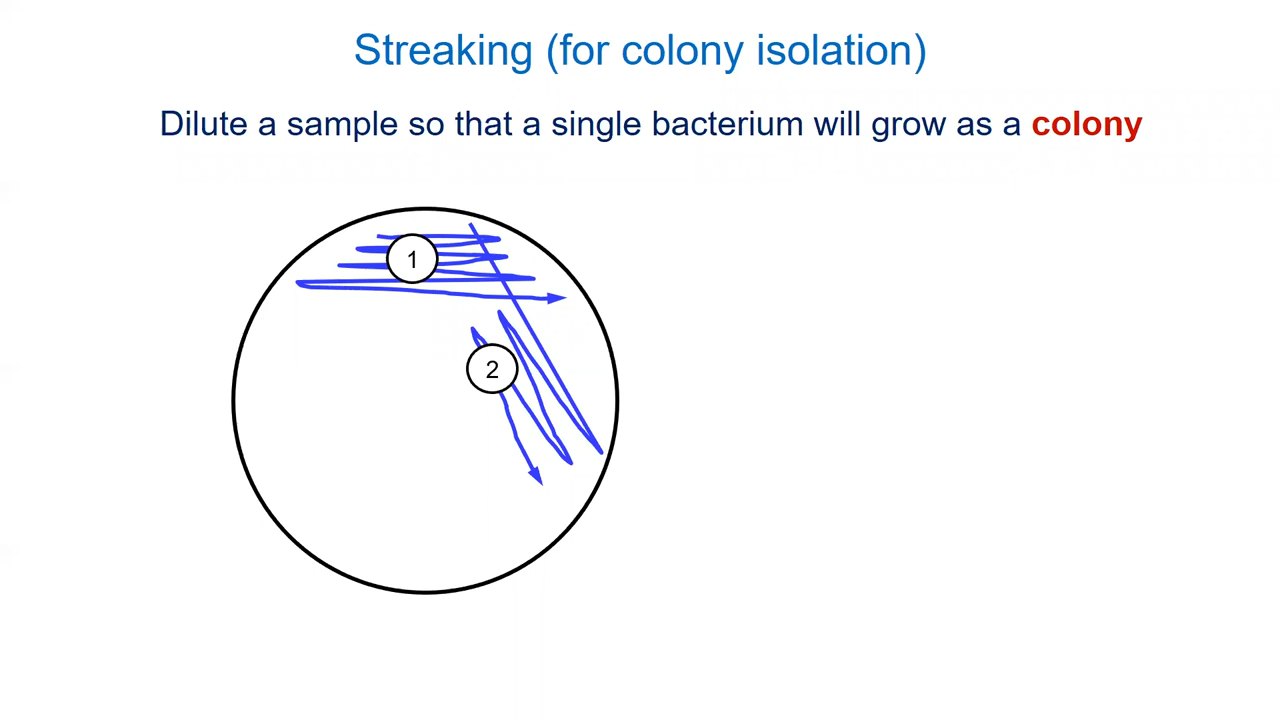 Streaking (for colony isolation)
Dilute a sample so that a single bacterium will grow as a colony
1
2